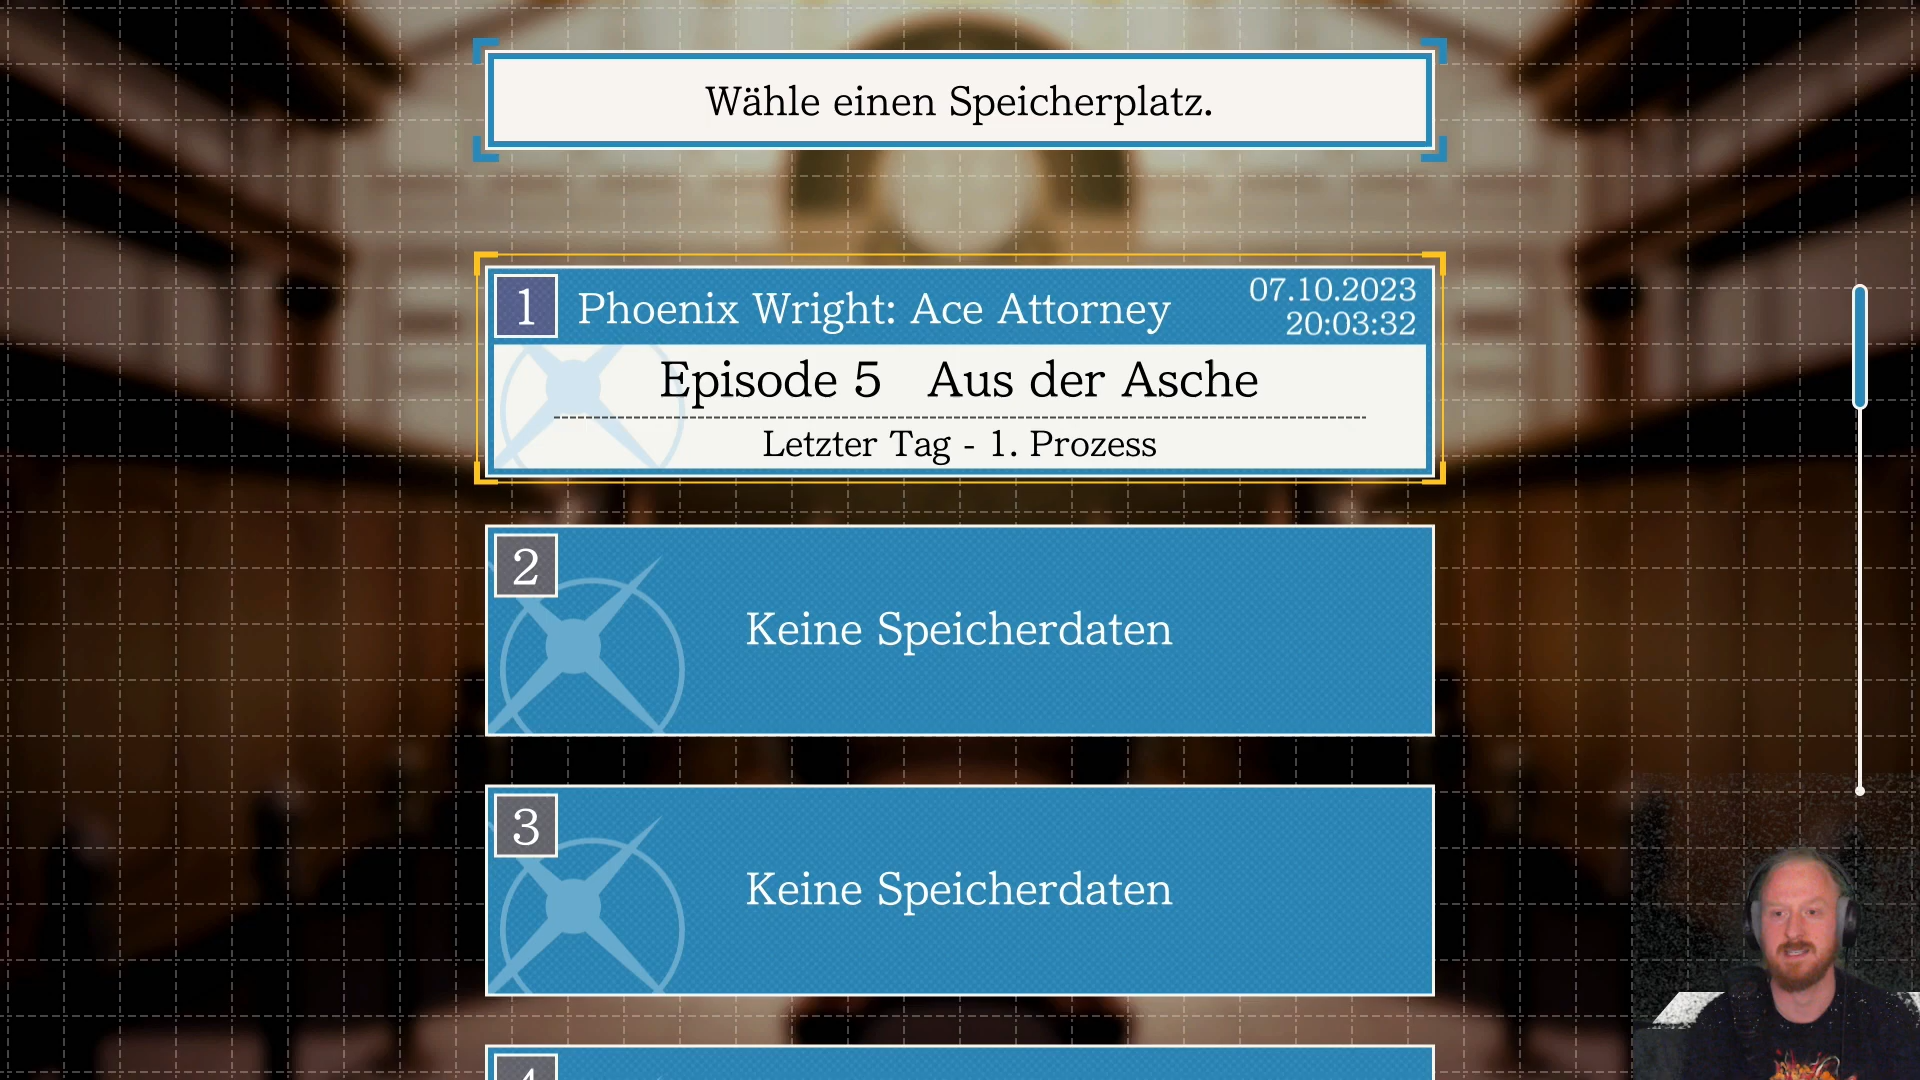 Wähle einen Speicherplatz.
1
Phoenix Wright: Ace Attorney
07.10.2023
20:03:32
Episode 5 Aus der Asche
Letzter Tag - 1. Prozess
2
Keine Speicherdaten
3
Keine Speicherdaten
4